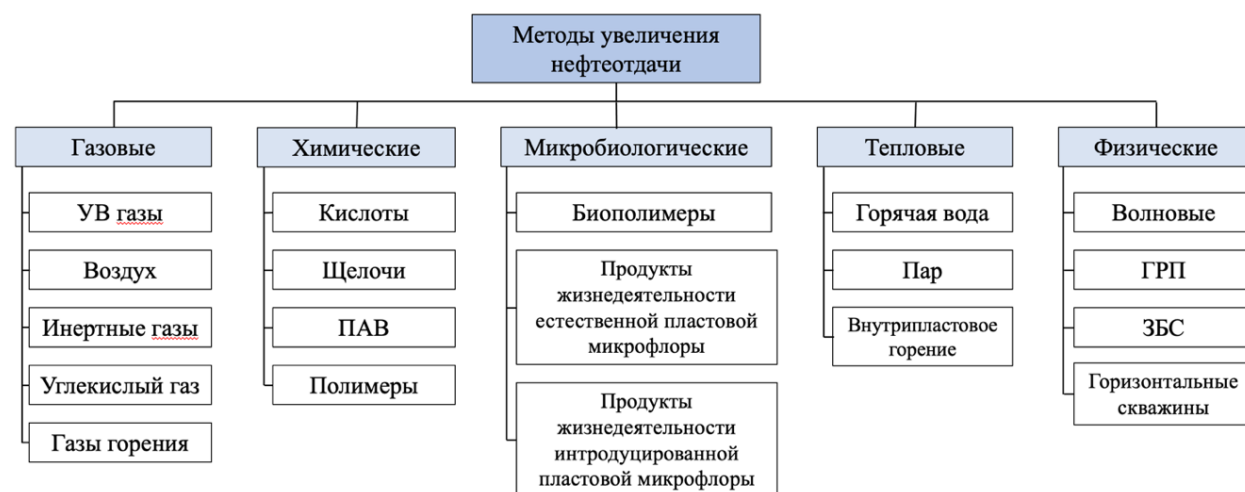 Методы увеличения
нефтеотдачи
Газовые
Химические
Микробиологические
Тепловые
Физические
УВ газы
Воздух
Инертные газы
Углекислый газ
Газы горения
Кислоты
Щелочи
ПАВ
Полимеры
Биополимеры
Продукты
жизнедеятельности
естественной пластовой
микрофлоры
Продукты
жизнедеятельности
интродуцированной
пластовой микрофлоры
Горячая вода
Пар
Внутрипластовое
горение
Волновые
ГРП
ЗБС
Горизонтальные
скважины